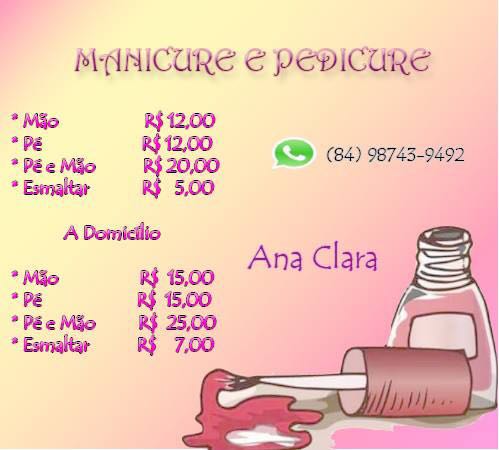 MANICURE E PEDICURE
* Mão R$ 12,00
* Pé R$ 12,00
* Pé e Mão R$ 20,00
* Esmaltar R$ 5,00
(84) 98743-9492
A Domicílio
Ana Clara
* Mão R$ 15,00
* Pé R$ 15,00
* Pé e Mão R$ 25,00
* Esmaltar R$ 7,00